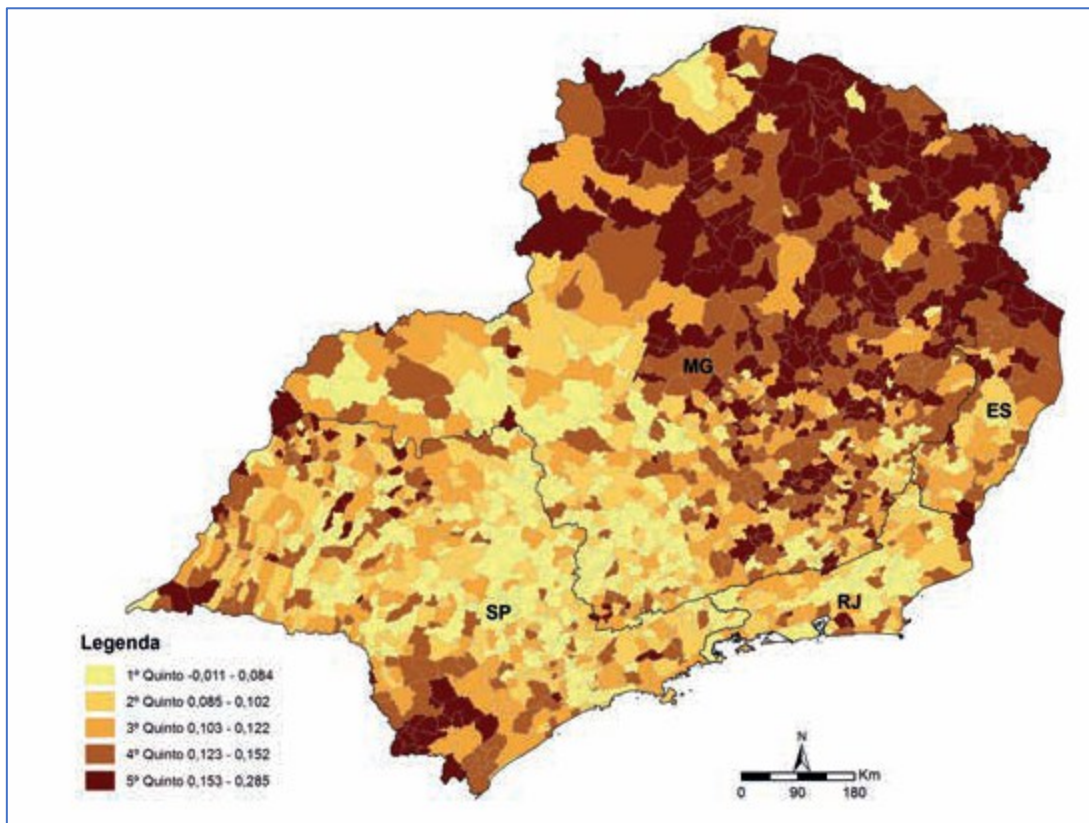 MG
ES
RJ
SP
Legenda
1º Quinto -0,011 - 0,084
2º Quinto 0,085 - 0,102
3º Quinto 0,103 - 0,122
4º Quinto 0,123 - 0,152
5º Quinto 0,153 - 0,285
N
Km
0 90 180